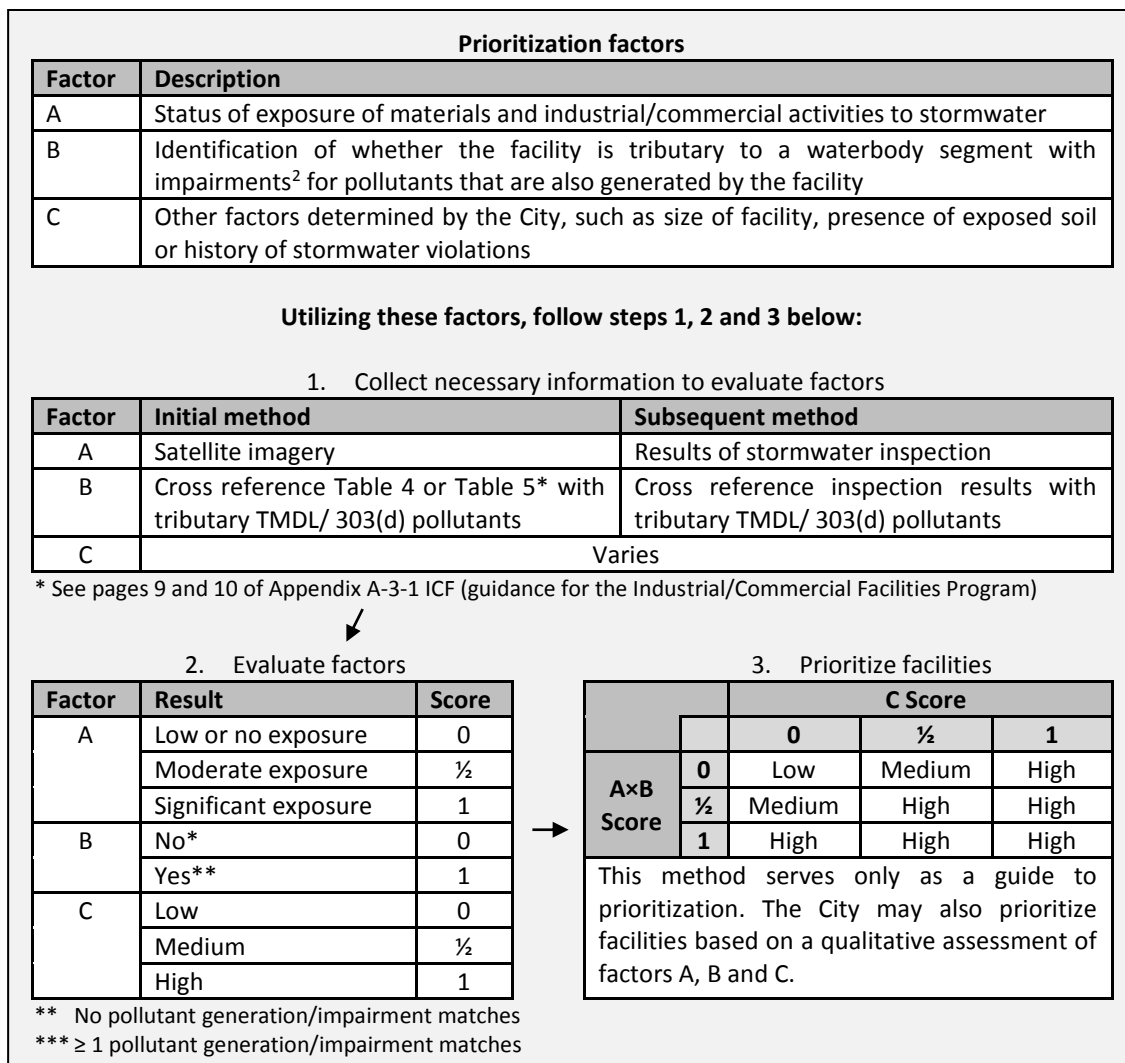 Prioritization factors
Factor Description
A Status of exposure of materials and industrial/commercial activities to stormwater
B Identification of whether the facility is tributary to a waterbody segment with
impairments² for pollutants that are also generated by the facility
C Other factors determined by the City, such as size of facility, presence of exposed soil
or history of stormwater violations
Utilizing these factors, follow steps 1, 2 and 3 below:
1. Collect necessary information to evaluate factors
Factor Initial method Subsequent method
A Satellite imagery Results of stormwater inspection
B Cross reference Table 4 or Table 5* with Cross reference inspection results with
tributary TMDL/ 303(d) pollutants tributary TMDL/ 303(d) pollutants
C Varies
* See pages 9 and 10 of Appendix A-3-1 ICF (guidance for the Industrial/Commercial Facilities Program)
2. Evaluate factors
Factor Result Score
A Low or no exposure 0
Moderate exposure ½
Significant exposure 1
B No* 0
Yes** 1
C Low 0
Medium ½
High 1
** No pollutant generation/impairment matches
*** ≥ 1 pollutant generation/impairment matches
3. Prioritize facilities
C Score
0 ½ 1
A×B
Score
0 Low Medium High
½ Medium High High
1 High High High
This method serves only as a guide to
prioritization. The City may also prioritize
facilities based on a qualitative assessment of
factors A, B and C.